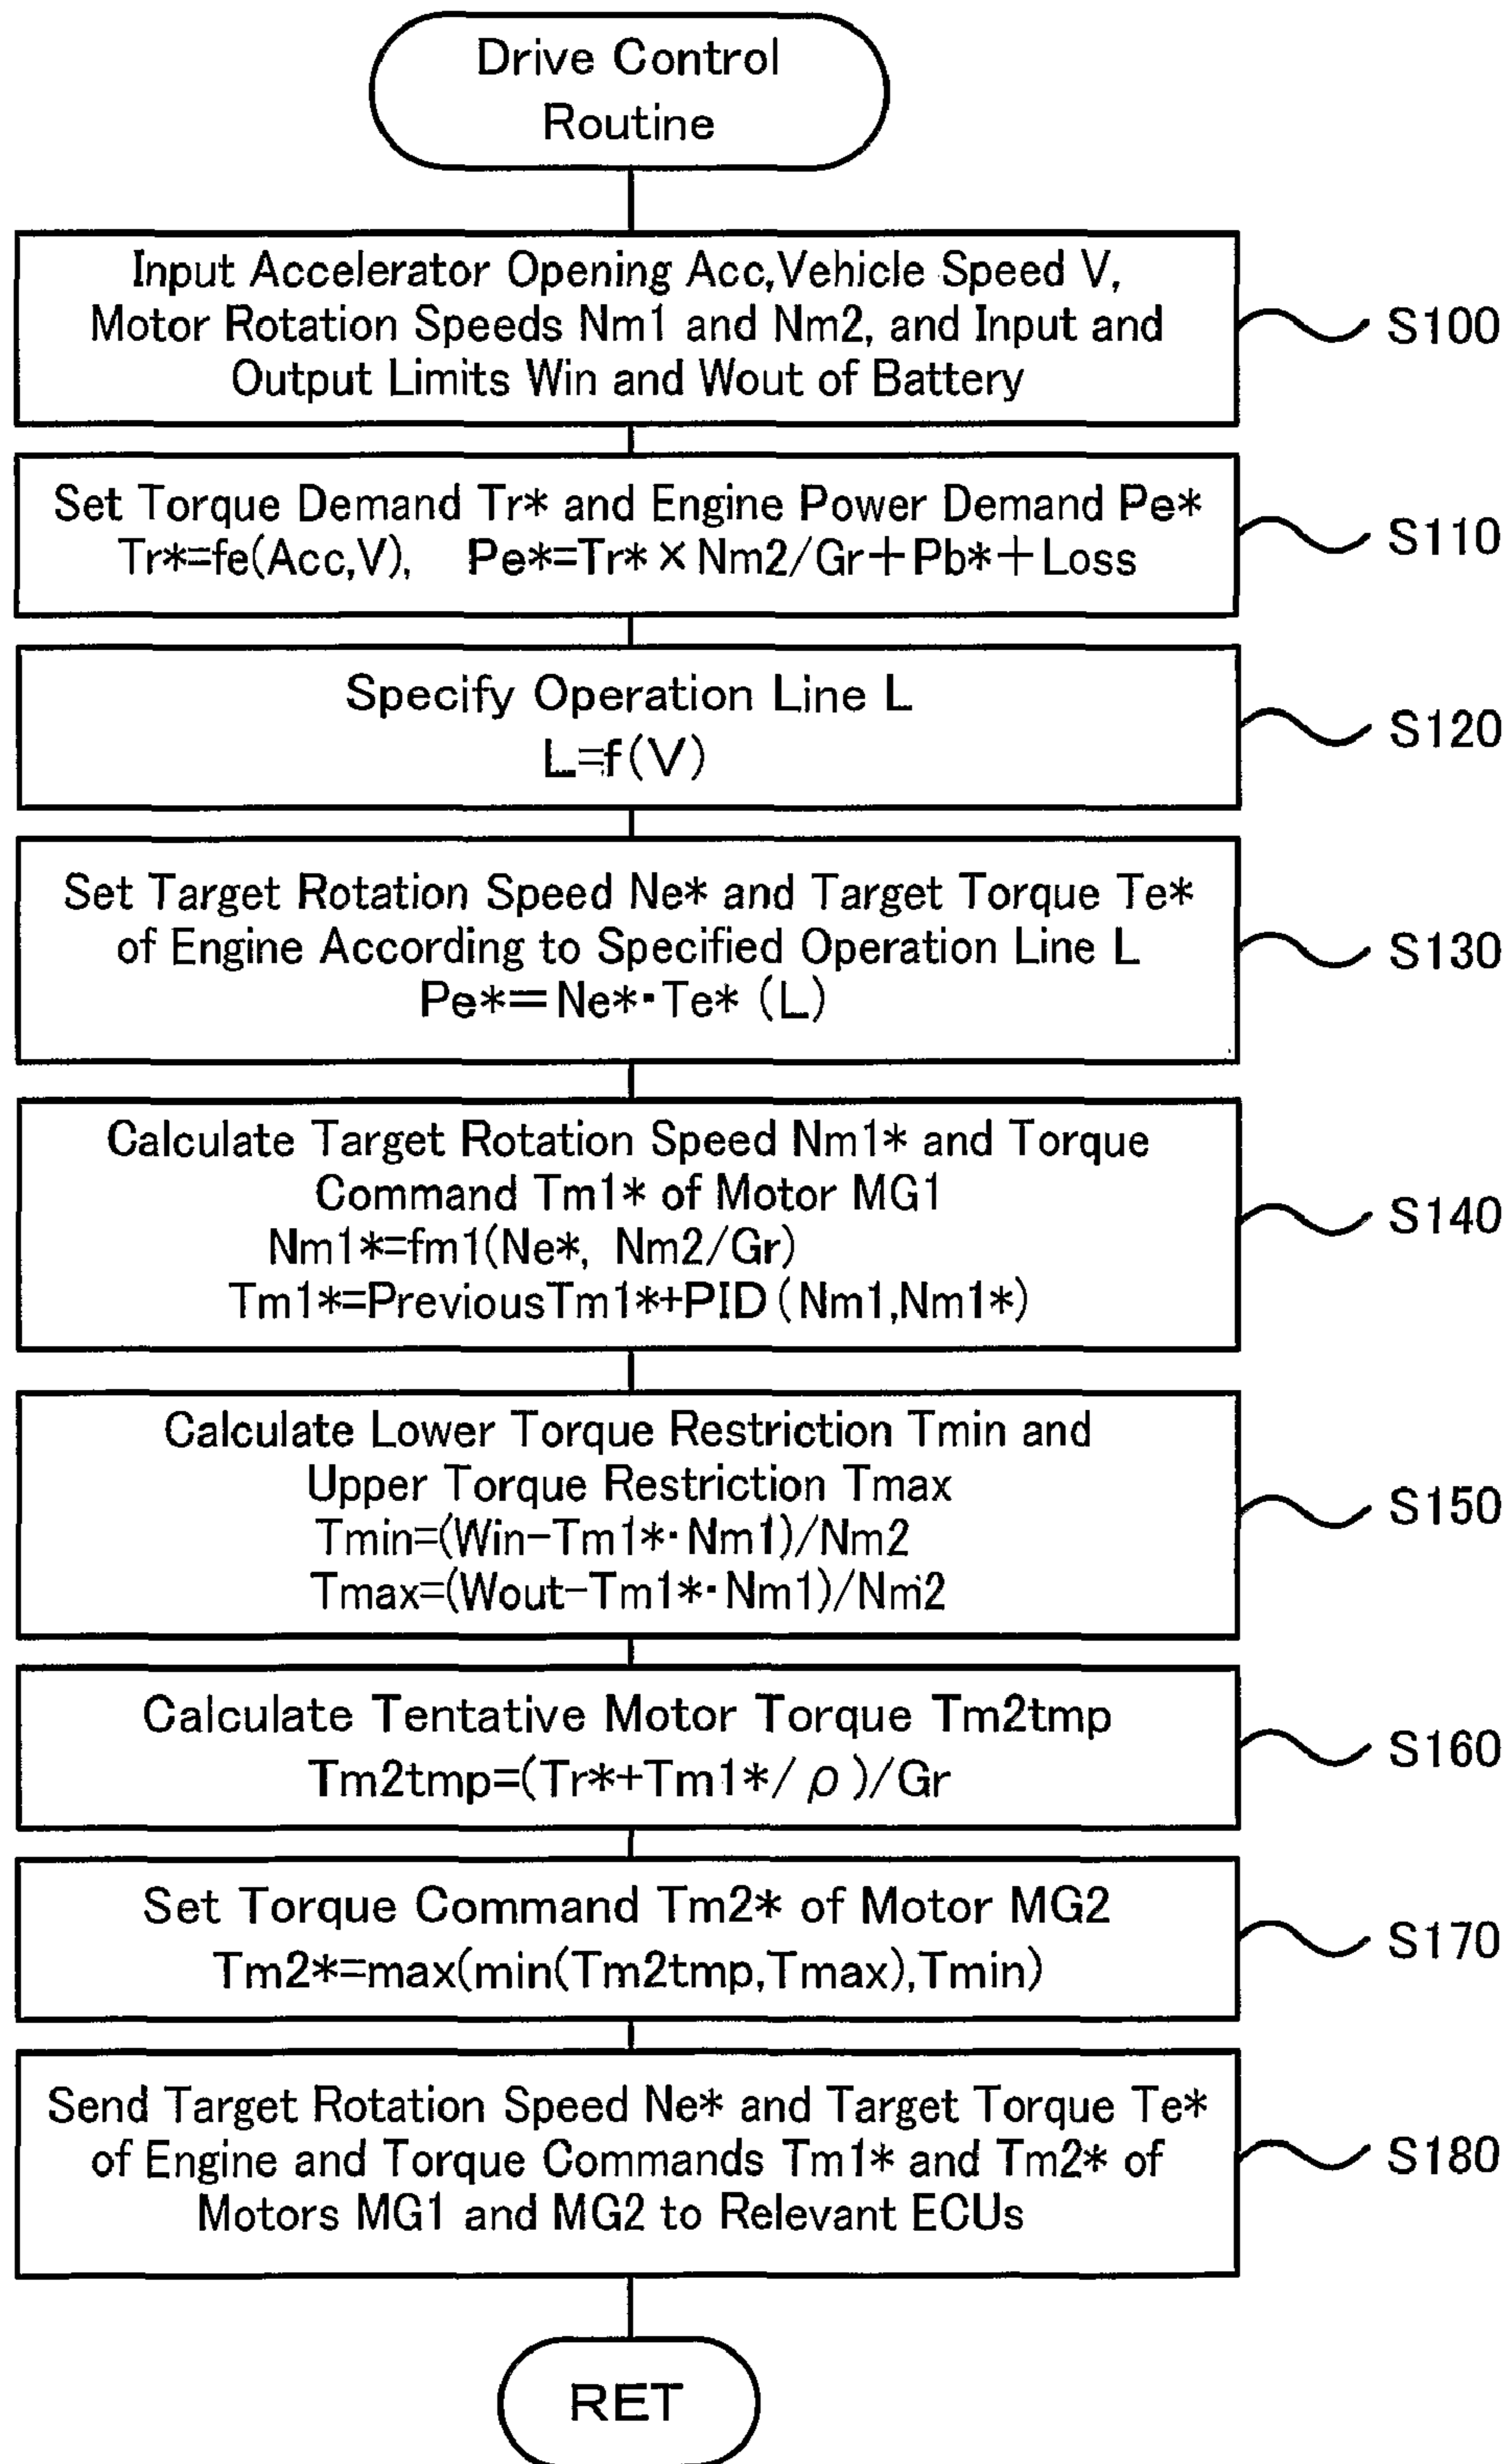 Drive Control
Routine
Input Accelerator Opening Acc,Vehicle Speed V,
Motor Rotation Speeds Nm1 and Nm2, and Input and
Output Limits Win and Wout of Battery
S100
Set Torque Demand Tr* and Engine Power Demand Pe*
Tr*=fe(Acc,V), Pe*=Tr*×Nm2/Gr+Pb*+Loss
S110
Specify Operation Line L
L=f(V)
S120
Set Target Rotation Speed Ne* and Target Torque Te*
of Engine According to Specified Operation Line L
Pe*=Ne*·Te* (L)
S130
Calculate Target Rotation Speed Nm1* and Torque
Command Tm1* of Motor MG1
Nm1*=fm1(Ne*, Nm2/Gr)
Tm1*=PreviousTm1*+PID(Nm1,Nm1*)
S140
Calculate Lower Torque Restriction Tmin and
Upper Torque Restriction Tmax
Tmin=(Win-Tm1*·Nm1)/Nm2
Tmax=(Wout-Tm1*·Nm1)/Nm2
S150
Calculate Tentative Motor Torque Tm2tmp
Tm2tmp=(Tr*+Tm1*/ρ)/Gr
S160
Set Torque Command Tm2* of Motor MG2
Tm2*=max(min(Tm2tmp,Tmax),Tmin)
S170
Send Target Rotation Speed Ne* and Target Torque Te*
of Engine and Torque Commands Tm1* and Tm2* of
Motors MG1 and MG2 to Relevant ECUs
S180
RET